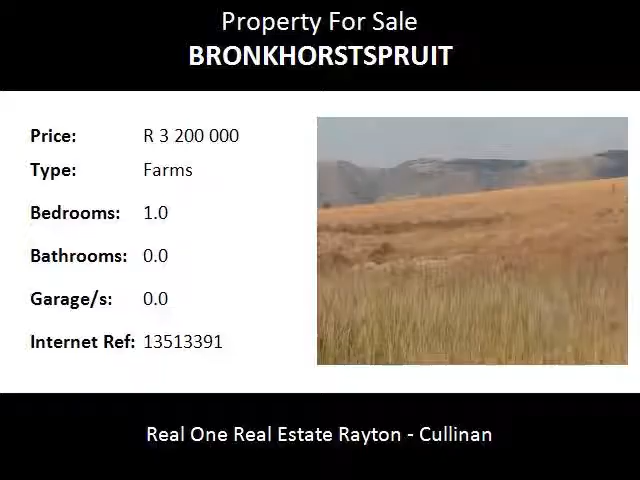 Property For Sale
BRONKHORSTSPRUIT
Price: R 3 200 000
Type: Farms
Bedrooms: 1.0
Bathrooms: 0.0
Garage/s: 0.0
Internet Ref: 13513391
Real One Real Estate Rayton - Cullinan